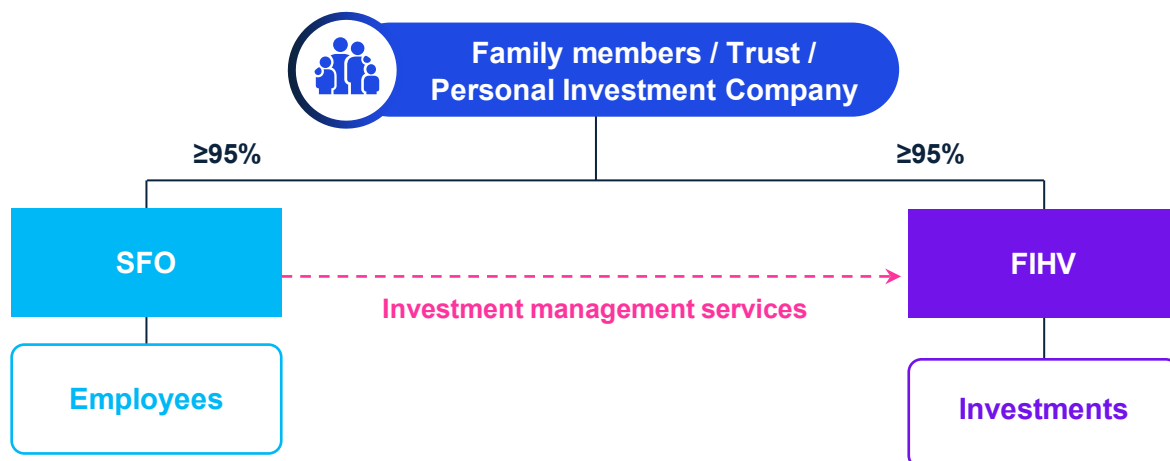 Family members / Trust /
Personal Investment Company
≥95%
≥95%
SFO
FIHV
Investment management services
Employees
Investments